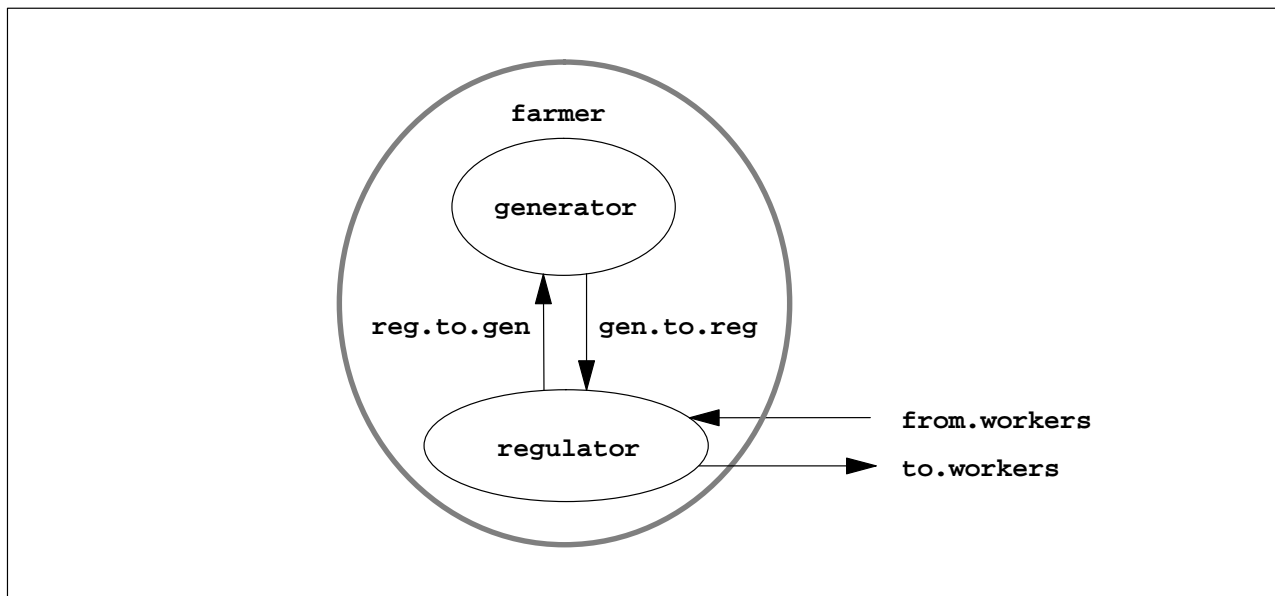 farmer
generator
reg.to.gen
gen.to.reg
from.workers
regulator
to.workers